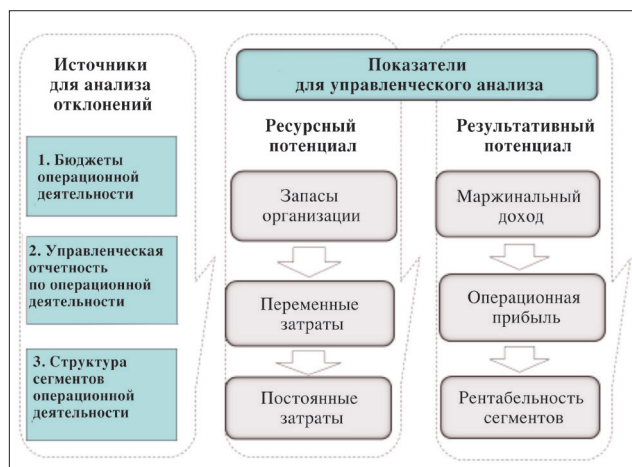 Источники
для анализа
отклонений
1. Бюджеты
операционной
деятельности
2. Управленческая
отчетность
по операционной
деятельности
3. Структура
сегментов
операционной
деятельности
Показатели
для управленческого анализа
Ресурсный
потенциал
Запасы
организации
Переменные
затраты
Постоянные
затраты
Результативный
потенциал
Маржинальный
доход
Операционная
прибыль
Рентабельность
сегментов